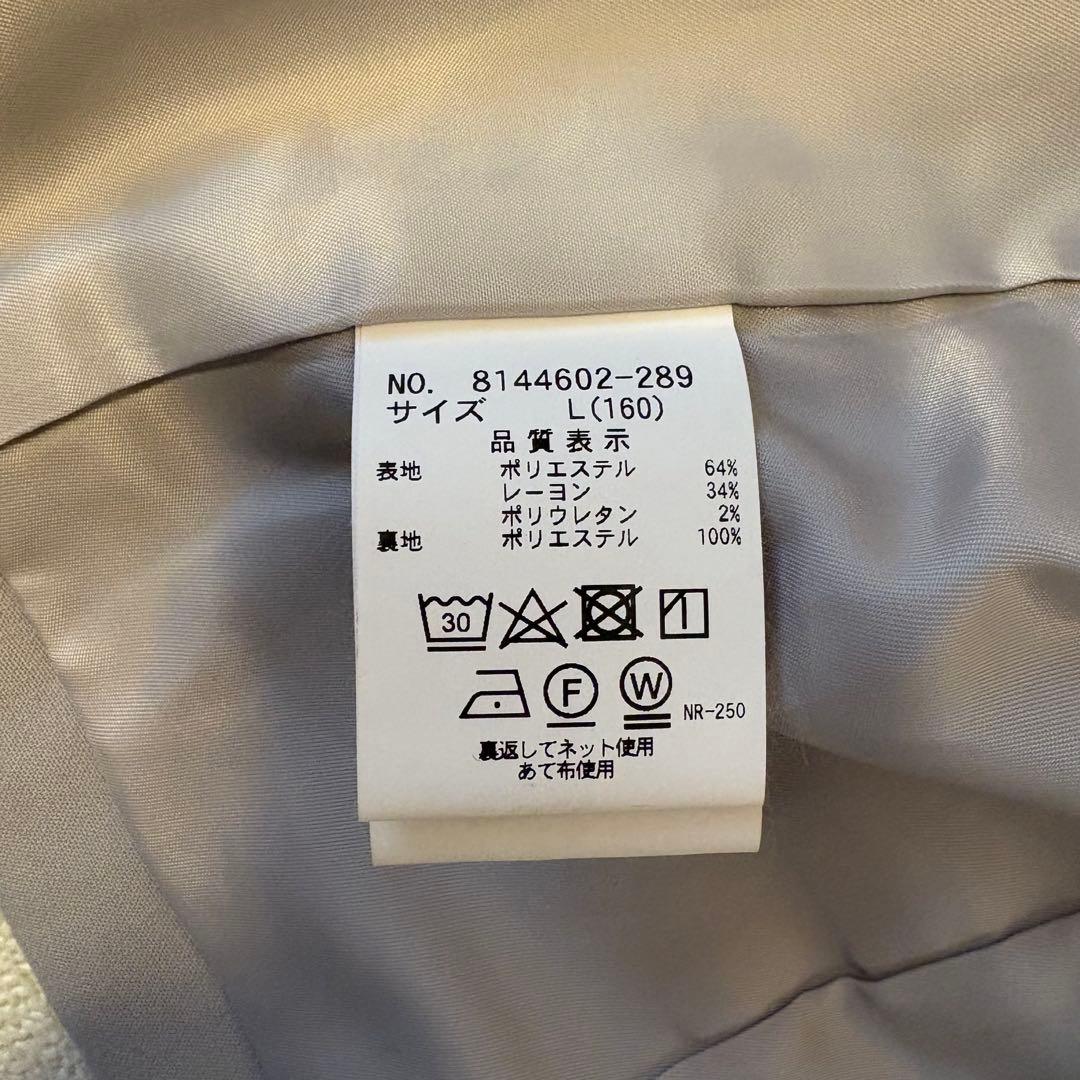 NO. 8144602-289
サイズ L(160)
品質表示
表地 ポリエステル 64%
レーヨン 34%
ポリウレタン 2%
裏地 ポリエステル 100%
30
F W NR-250
裏返してネット使用
あて布使用